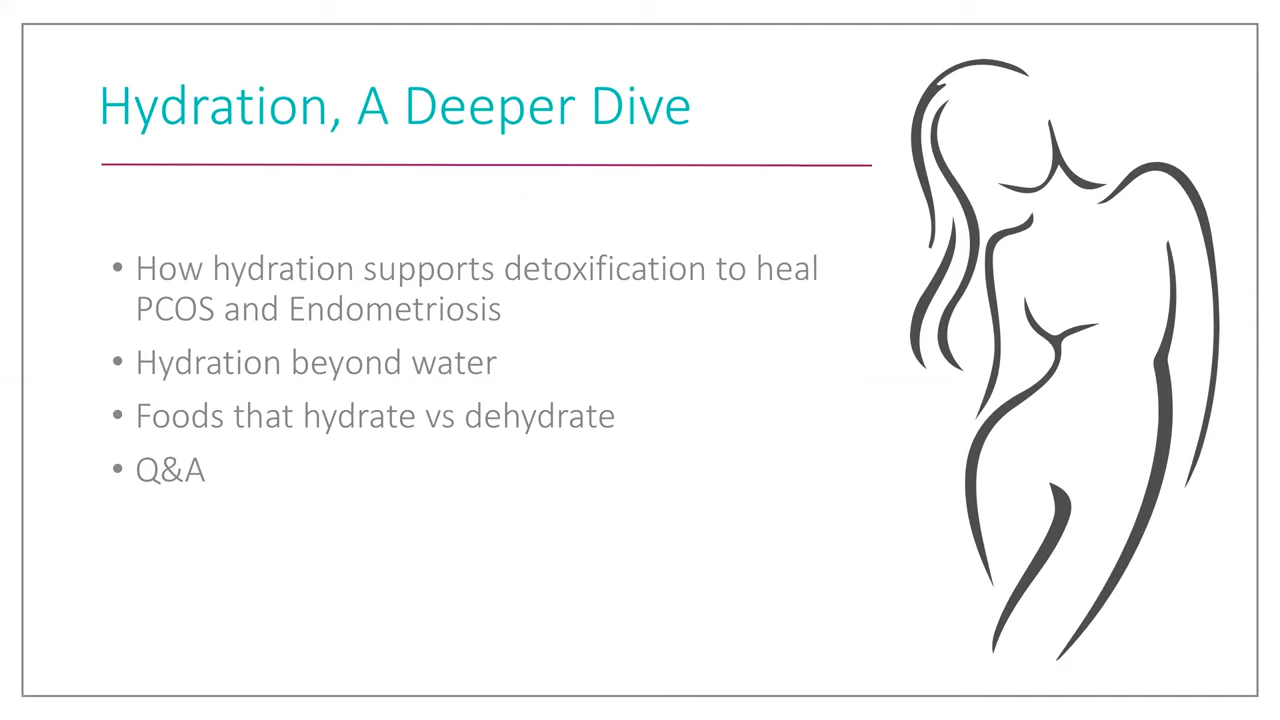 Hydration, A Deeper Dive
• How hydration supports detoxification to heal
PCOS and Endometriosis
• Hydration beyond water
• Foods that hydrate vs dehydrate
• Q&A